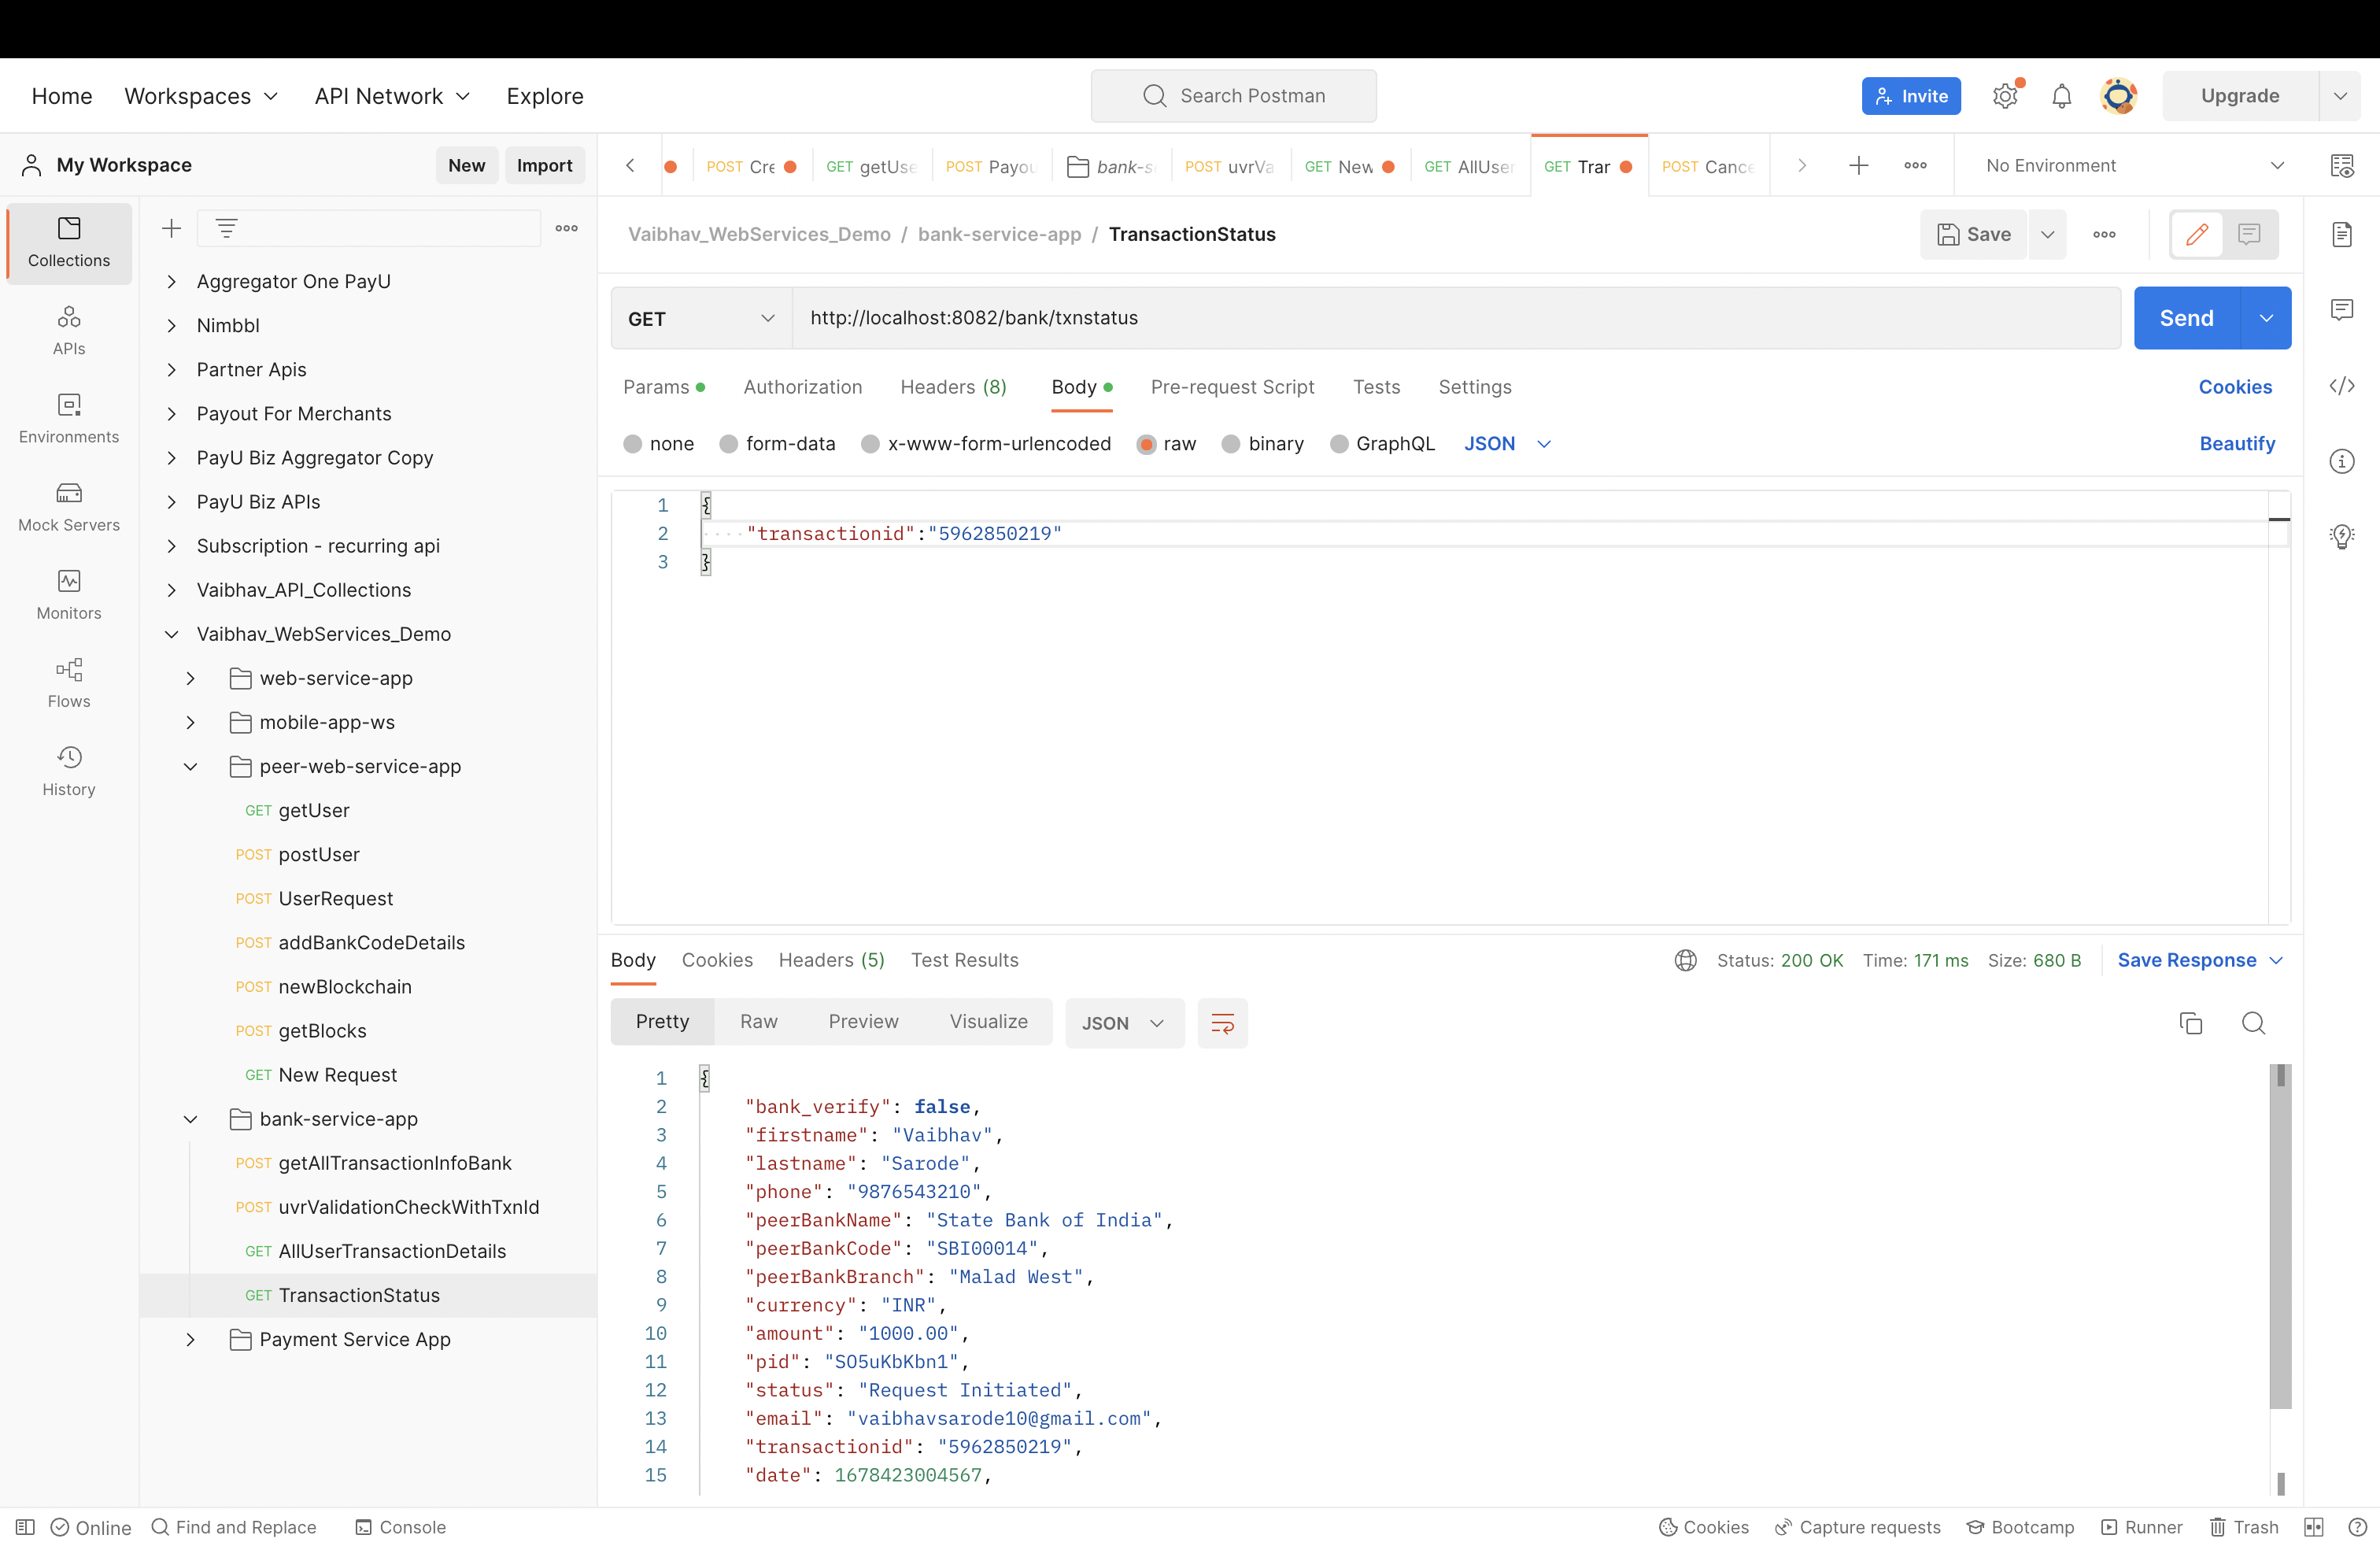 Home Workspaces API Network Explore Search Postman Invite Upgrade
My Workspace New Import
POST Cre GET getUse POST Payou bank-s POST uvrVa GET New GET AllUser GET Trar POST Cance No Environment
Collections
APIs
Environments
Mock Servers
Monitors
Flows
History
Aggregator One PayU
Nimbbl
Partner Apis
Payout For Merchants
PayU Biz Aggregator Copy
PayU Biz APIs
Subscription - recurring api
Vaibhav_API_Collections
Vaibhav_WebServices_Demo
web-service-app
mobile-app-ws
peer-web-service-app
GET getUser
POST postUser
POST UserRequest
POST addBankCodeDetails
POST newBlockchain
POST getBlocks
GET New Request
bank-service-app
POST getAllTransactionInfoBank
POST uvrValidationCheckWithTxnId
GET AllUserTransactionDetails
GET TransactionStatus
Payment Service App
Vaibhav_WebServices_Demo / bank-service-app / TransactionStatus Save
GET http://localhost:8082/bank/txnstatus Send
Params Authorization Headers (8) Body Pre-request Script Tests Settings Cookies
none form-data x-www-form-urlencoded raw binary GraphQL JSON Beautify
1 {
2 "transactionid":"5962850219"
3 }
Body Cookies Headers (5) Test Results Status: 200 OK Time: 171 ms Size: 680 B Save Response
Pretty Raw Preview Visualize JSON
1 {
2 "bank_verify": false,
3 "firstname": "Vaibhav",
4 "lastname": "Sarode",
5 "phone": "9876543210",
6 "peerBankName": "State Bank of India",
7 "peerBankCode": "SBI00014",
8 "peerBankBranch": "Malad West",
9 "currency": "INR",
10 "amount": "1000.00",
11 "pid": "SO5uKbKbn1",
12 "status": "Request Initiated",
13 "email": "vaibhavsarode10@gmail.com",
14 "transactionid": "5962850219",
15 "date": 1678423004567,
Online Find and Replace Console Cookies Capture requests Bootcamp Runner Trash